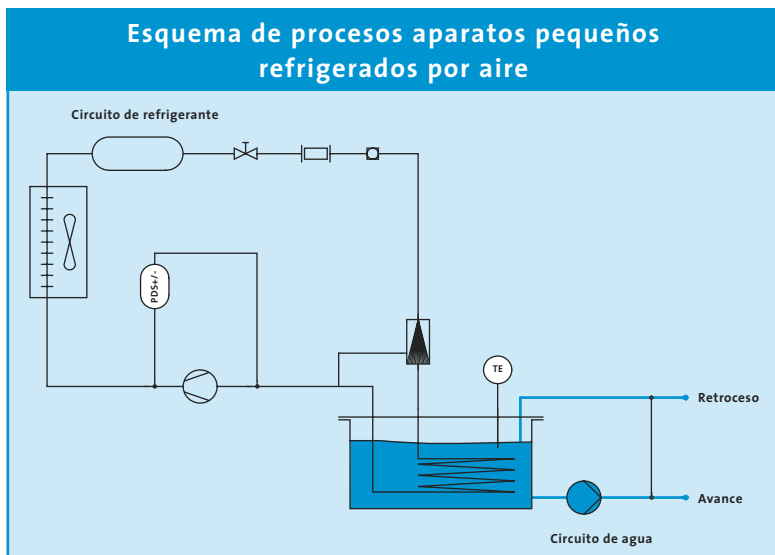 Esquema de procesos aparatos pequeños
refrigerados por aire
Circuito de refrigerante
PDS+/-
TE
Retroceso
Avance
Circuito de agua